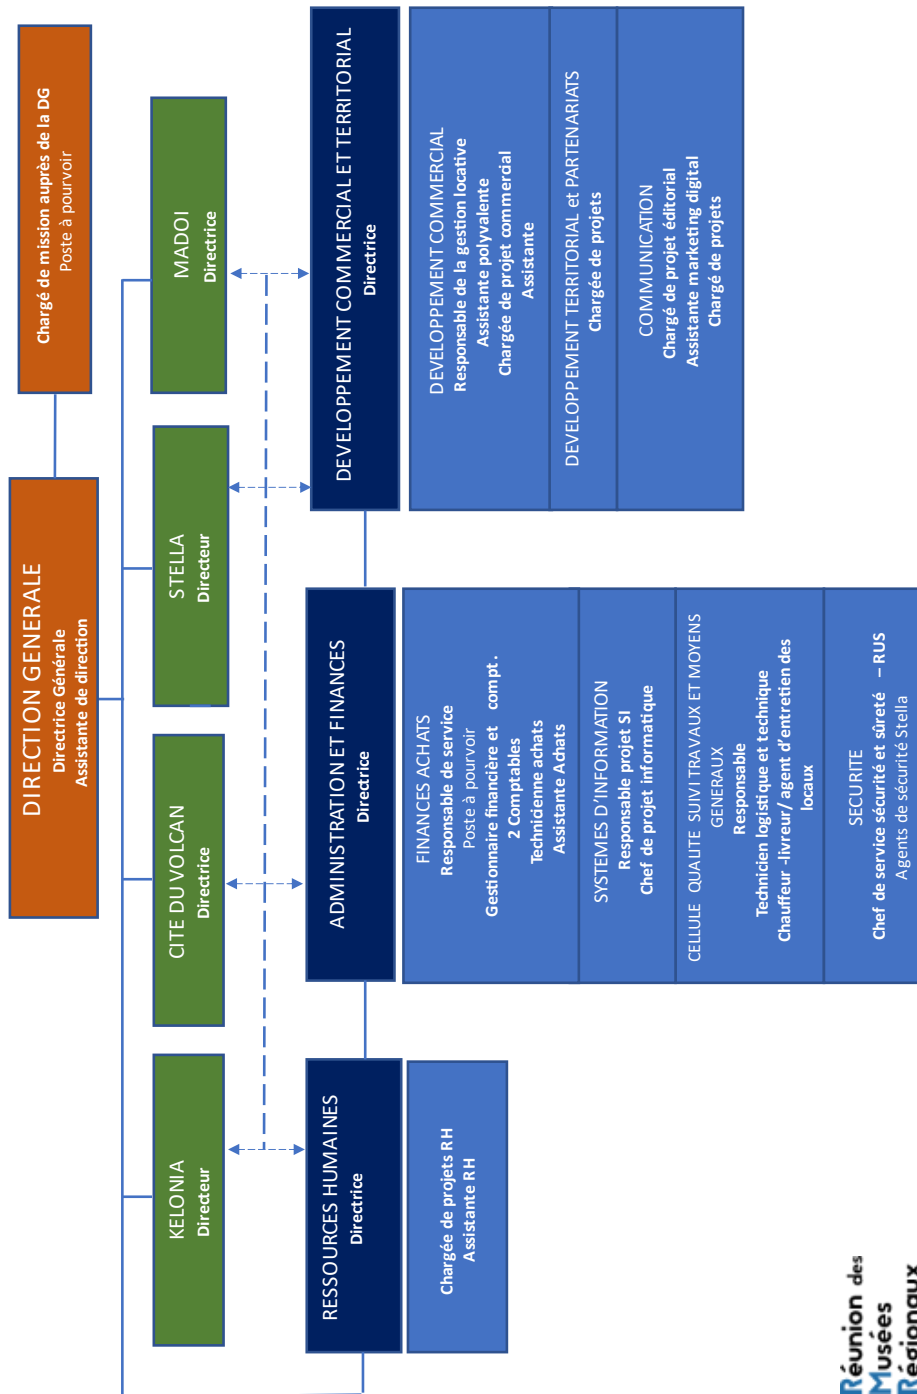 DIRECTION GENERALE
Directrice Générale
Assistante de direction
Chargé de mission auprès de la DG
Poste à pourvoir
KELONIA
Directeur
CITE DU VOLCAN
Directrice
STELLA
Directeur
MADOI
Directrice
RESSOURCES HUMAINES
Directrice
ADMINISTRATION ET FINANCES
Directrice
DEVELOPPEMENT COMMERCIAL ET TERRITORIAL
Directrice
Chargée de projets RH
Assistante RH
FINANCES ACHATS
Responsable de service
Poste à pourvoir
Gestionnaire financière et compt.
2 Comptables
Technicienne achats
Assistante Achats
SYSTEMES D'INFORMATION
Responsable projet SI
Chef de projet informatique
CELLULE QUALITE SUIVI TRAVAUX ET MOYENS
GENERAUX
Responsable
Technicien logistique et technique
Chauffeur -livreur/ agent d'entretien des
locaux
SECURITE
Chef de service sécurité et sûreté – RUS
Agents de sécurité Stella
DEVELOPPEMENT COMMERCIAL
Responsable de la gestion locative
Assistante polyvalente
Chargée de projet commercial
Assistante
DEVELOPPEMENT TERRITORIAL et PARTENARIATS
Chargée de projets
COMMUNICATION
Chargé de projet éditorial
Assistante marketing digital
Chargé de projets
Réunion des
Musées
Régionaux